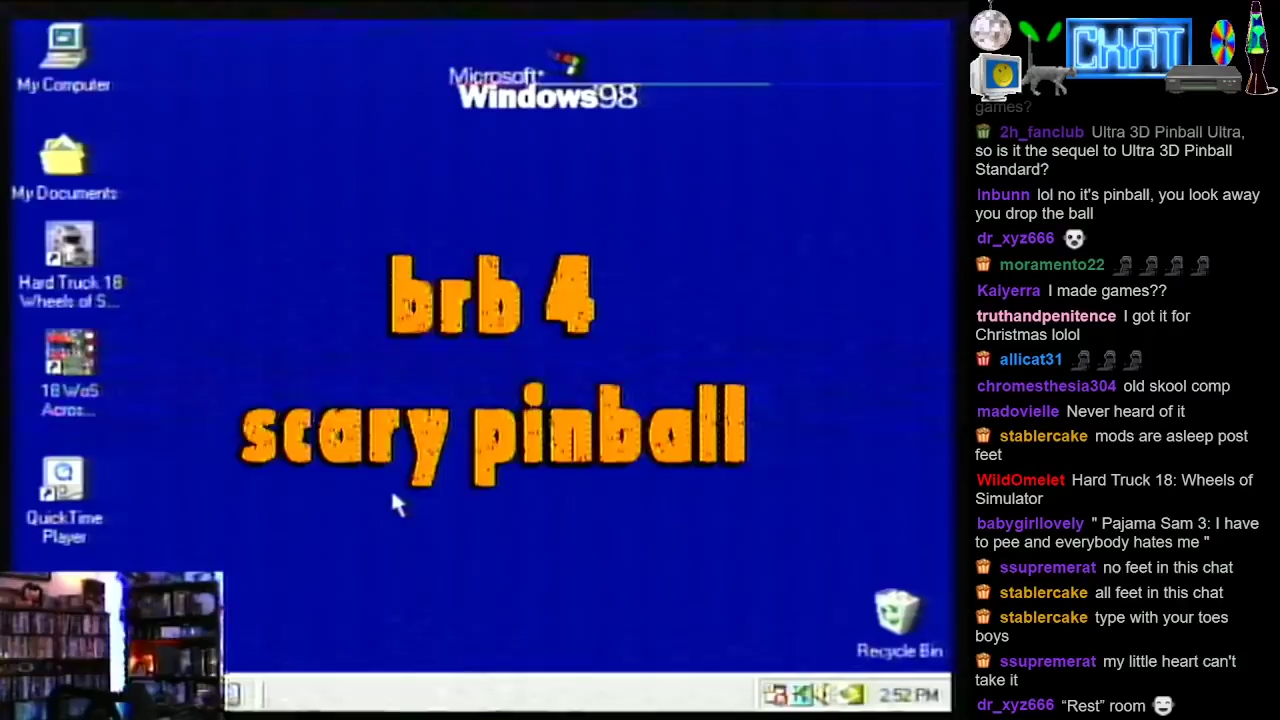 My Computer
Microsoft
Windows98
My Documents
Hard Truck 18
Wheels of S...
18 WoS
Acros...
QuickTime
Player
brb 4
scary pinball
Recycle Bin
2:52 PM
CHAT
games?
2h_fanclub Ultra 3D Pinball Ultra,
so is it the sequel to Ultra 3D Pinball
Standard?
Inbunn lol no it's pinball, you look away
you drop the ball
dr_xyz666
moramento22
Kaiyerra I made games??
truthandpenitence I got it for
Christmas lolol
allicat31
chromesthesia304 old skool comp
madovielle Never heard of it
stablercake mods are asleep post
feet
WildOmelet Hard Truck 18: Wheels of
Simulator
babygirllovely " Pajama Sam 3: I have
to pee and everybody hates me "
ssupremerat no feet in this chat
stablercake all feet in this chat
stablercake type with your toes
boys
ssupremerat my little heart can't
take it
dr_xyz666 “Rest” room